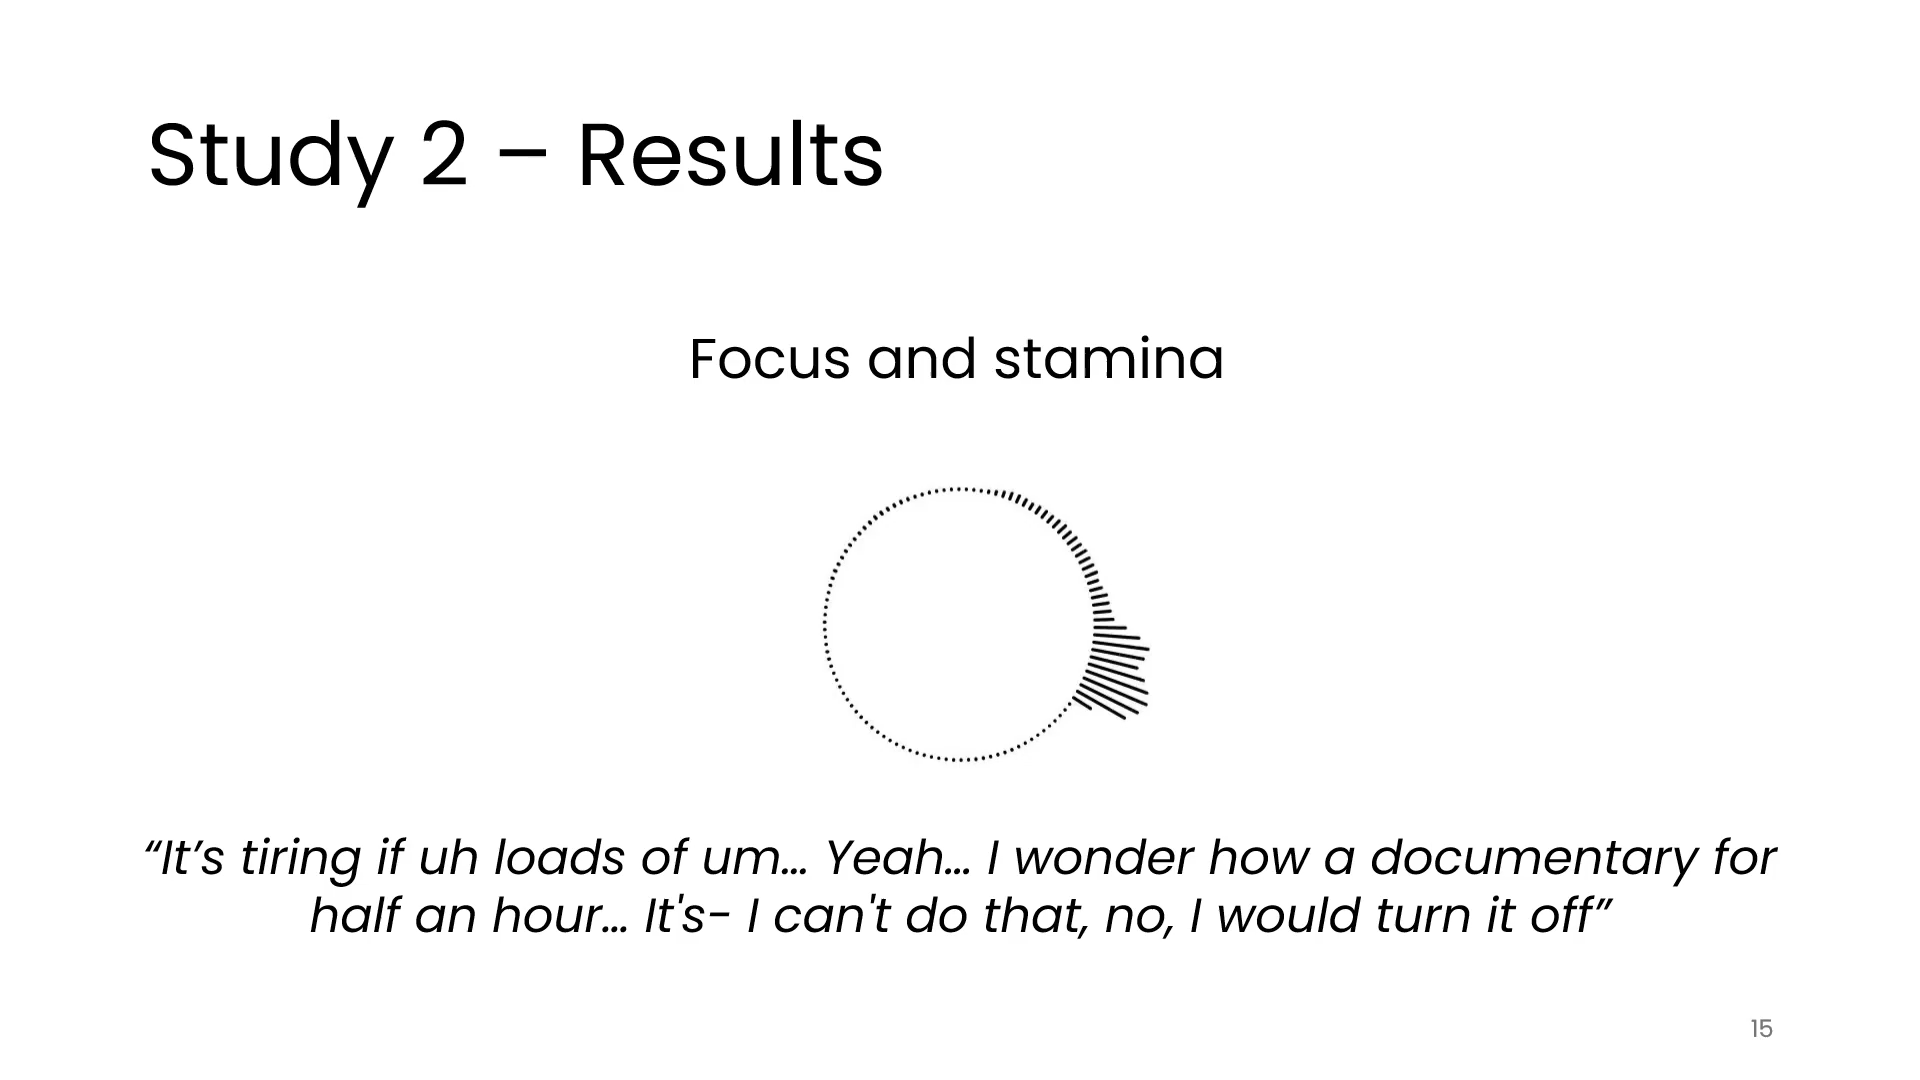 Study 2 – Results
Focus and stamina
“It’s tiring if uh loads of um… Yeah… I wonder how a documentary for
half an hour… It's- I can't do that, no, I would turn it off”
15